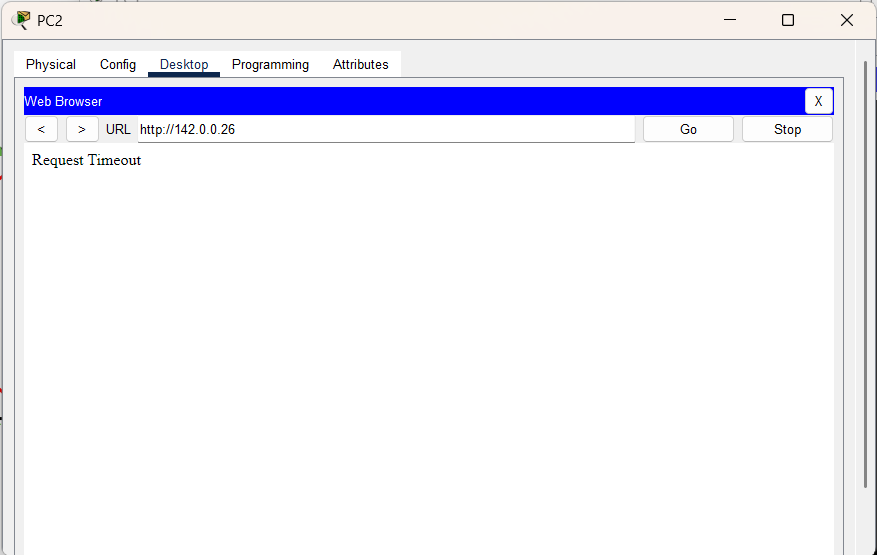 PC2
Physical Config Desktop Programming Attributes
Web Browser X
< > URL http://142.0.0.26 Go Stop
Request Timeout